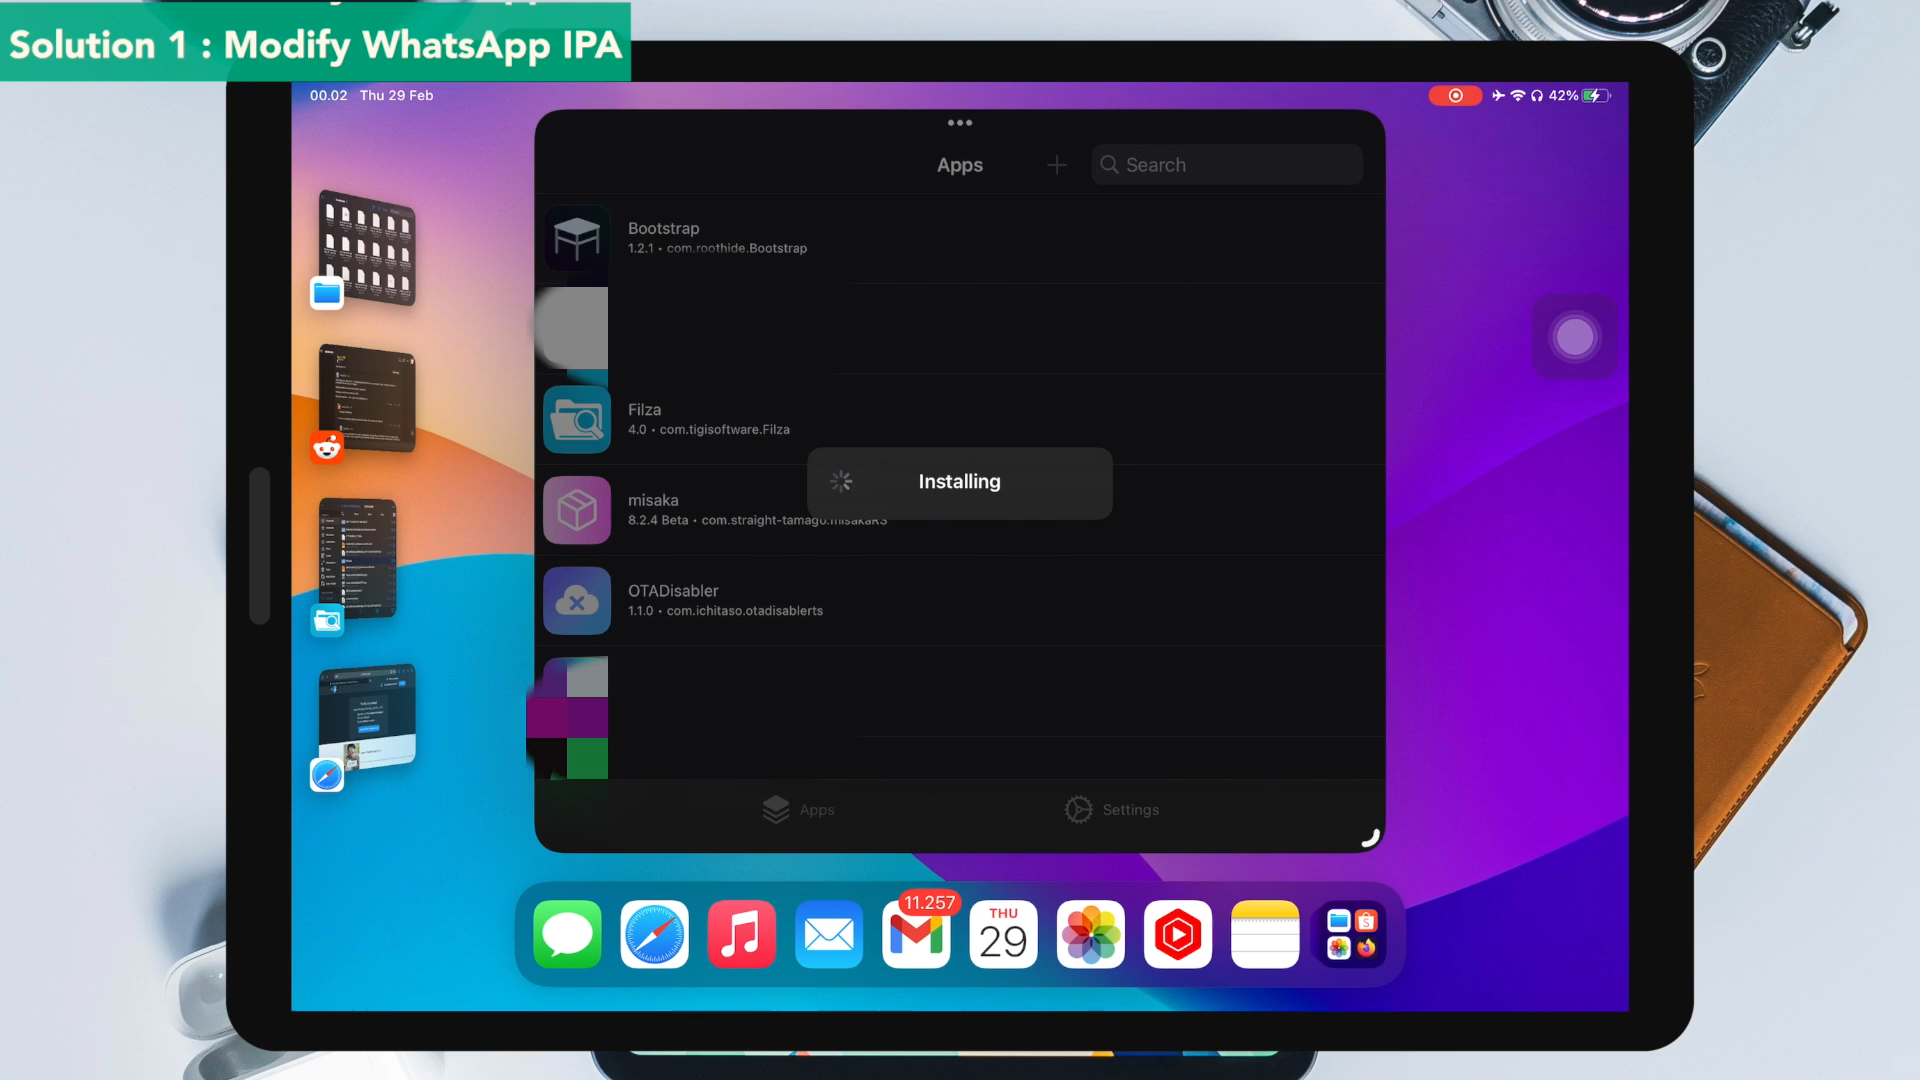 Solution 1 : Modify WhatsApp IPA
00.02 Thu 29 Feb
42%
Apps
Search
Bootstrap
1.2.1 • com.roothide.Bootstrap
Filza
4.0 • com.tigisoftware.Filza
Installing
misaka
8.2.4 Beta • com.straight-tamago.misakaRS
OTADisabler
1.1.0 • com.ichitaso.otadisablerts
Apps
Settings
11.257
THU
29